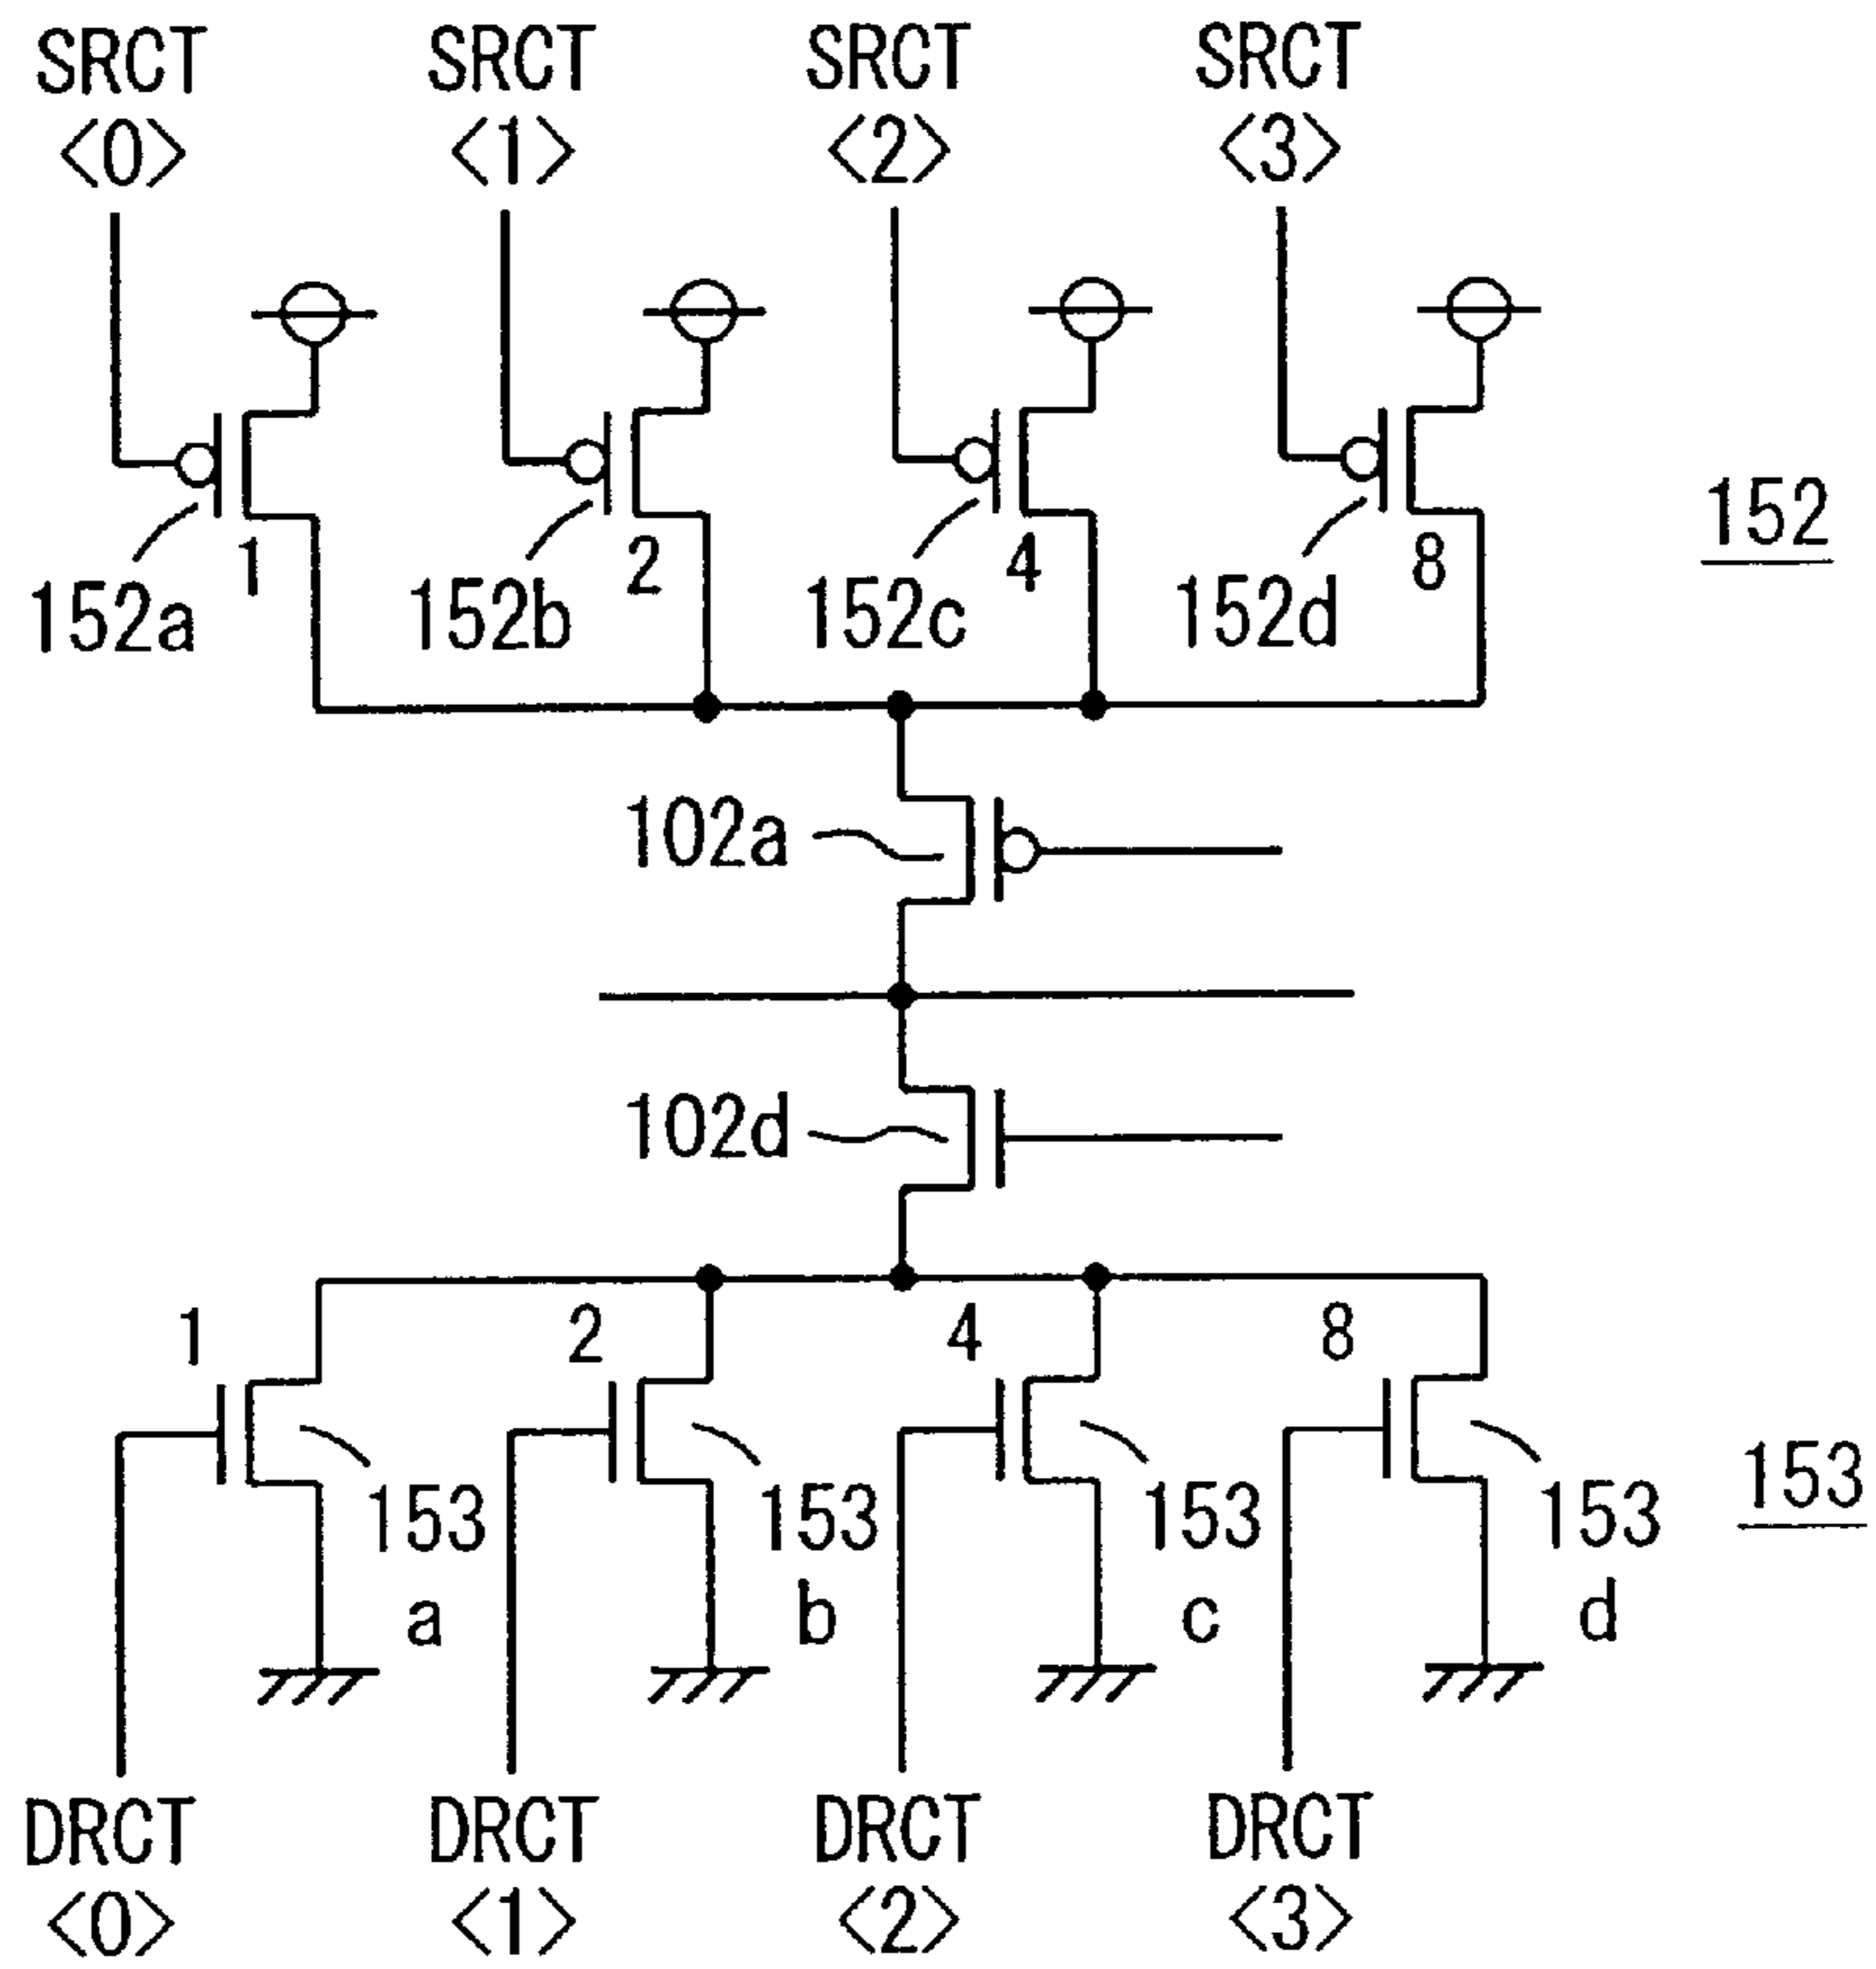 SRCT SRCT SRCT SRCT
<0> <1> <2> <3>
152
1 2 4 8
152a 152b 152c 152d
102a
102d
1 2 4 8
153
153 153 153 153
a b c d
DRCT DRCT DRCT DRCT
<0> <1> <2> <3>